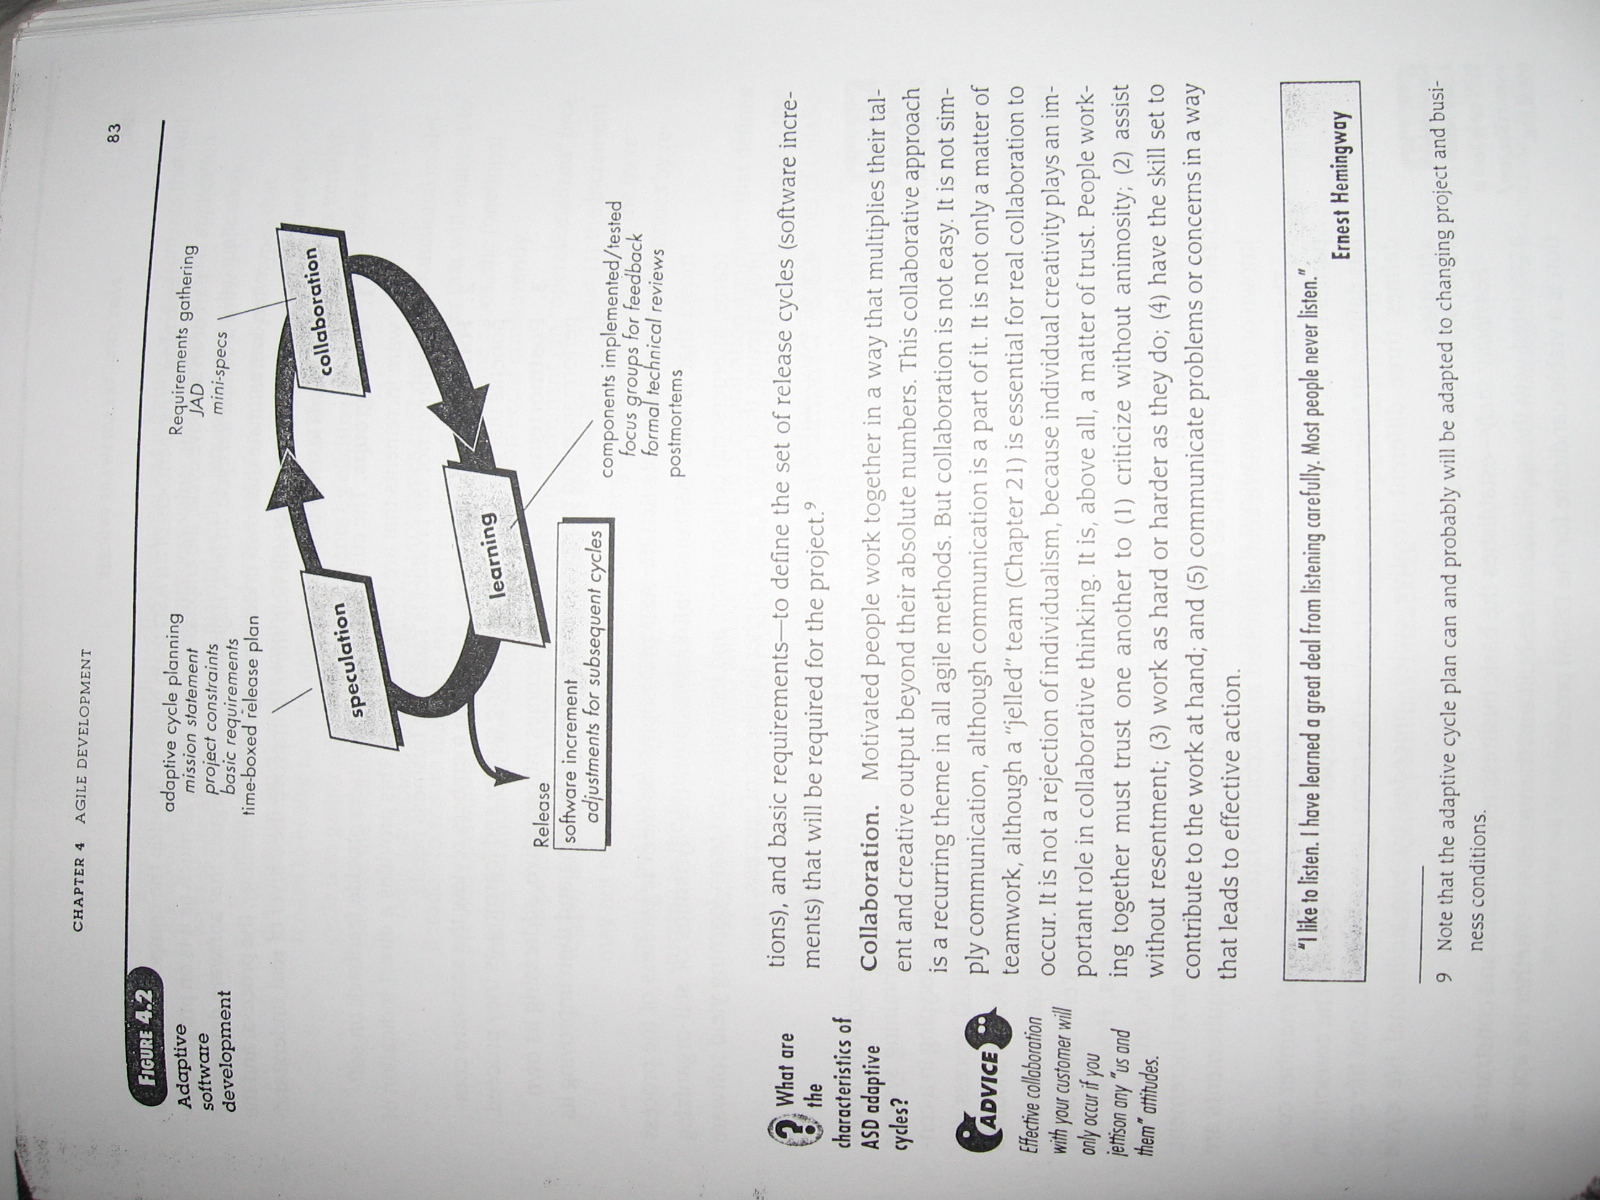 CHAPTER 4 AGILE DEVELOPMENT
83
FIGURE 4.2
Adaptive
software
development
adaptive cycle planning
mission statement
project constraints
basic requirements
time-boxed release plan
Requirements gathering
JAD
mini-specs
speculation
collaboration
learning
Release
software increment
adjustments for subsequent cycles
components implemented/tested
focus groups for feedback
formal technical reviews
postmortems
? What are
the
characteristics of
ASD adaptive
cycles?
tions), and basic requirements—to define the set of release cycles (software incre-
ments) that will be required for the project.9
Collaboration. Motivated people work together in a way that multiplies their tal-
ent and creative output beyond their absolute numbers. This collaborative approach
is a recurring theme in all agile methods. But collaboration is not easy. It is not sim-
ply communication, although communication is a part of it. It is not only a matter of
teamwork, although a “jelled” team (Chapter 21) is essential for real collaboration to
occur. It is not a rejection of individualism, because individual creativity plays an im-
portant role in collaborative thinking. It is, above all, a matter of trust. People work-
ing together must trust one another to (1) criticize without animosity; (2) assist
without resentment; (3) work as hard or harder as they do; (4) have the skill set to
contribute to the work at hand; and (5) communicate problems or concerns in a way
that leads to effective action.
ADVICE
Effective collaboration
with your customer will
only occur if you
jettison any “us and
them” attitudes.
“I like to listen. I have learned a great deal from listening carefully. Most people never listen.”
Ernest Hemingway
9 Note that the adaptive cycle plan can and probably will be adapted to changing project and busi-
ness conditions.